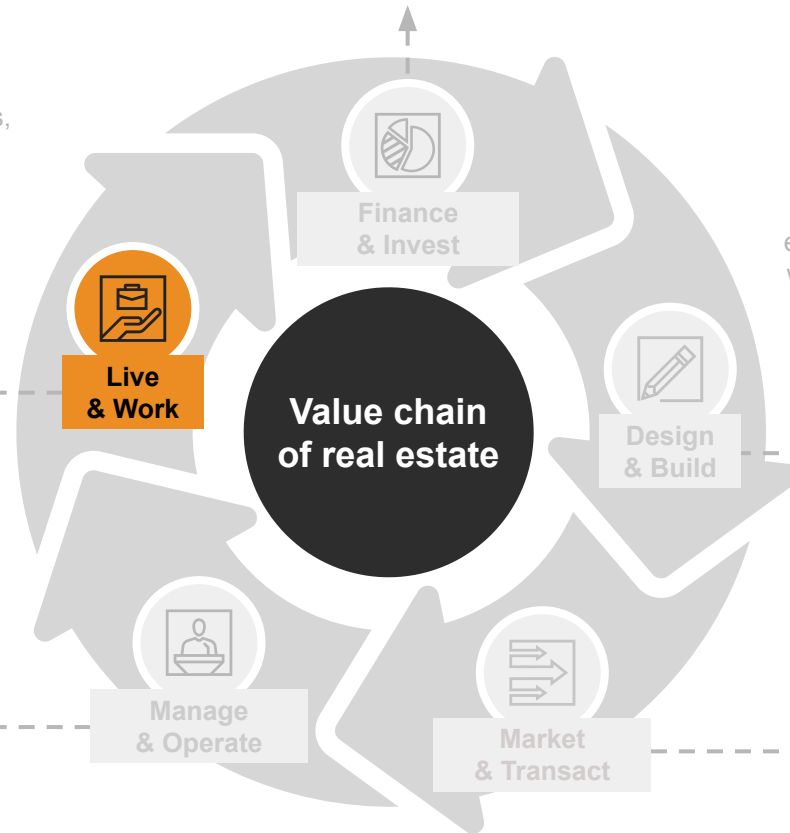 s,
Finance
& Invest
e
Live
& Work
Value chain
of real estate
Design
& Build
Manage
& Operate
Market
& Transact